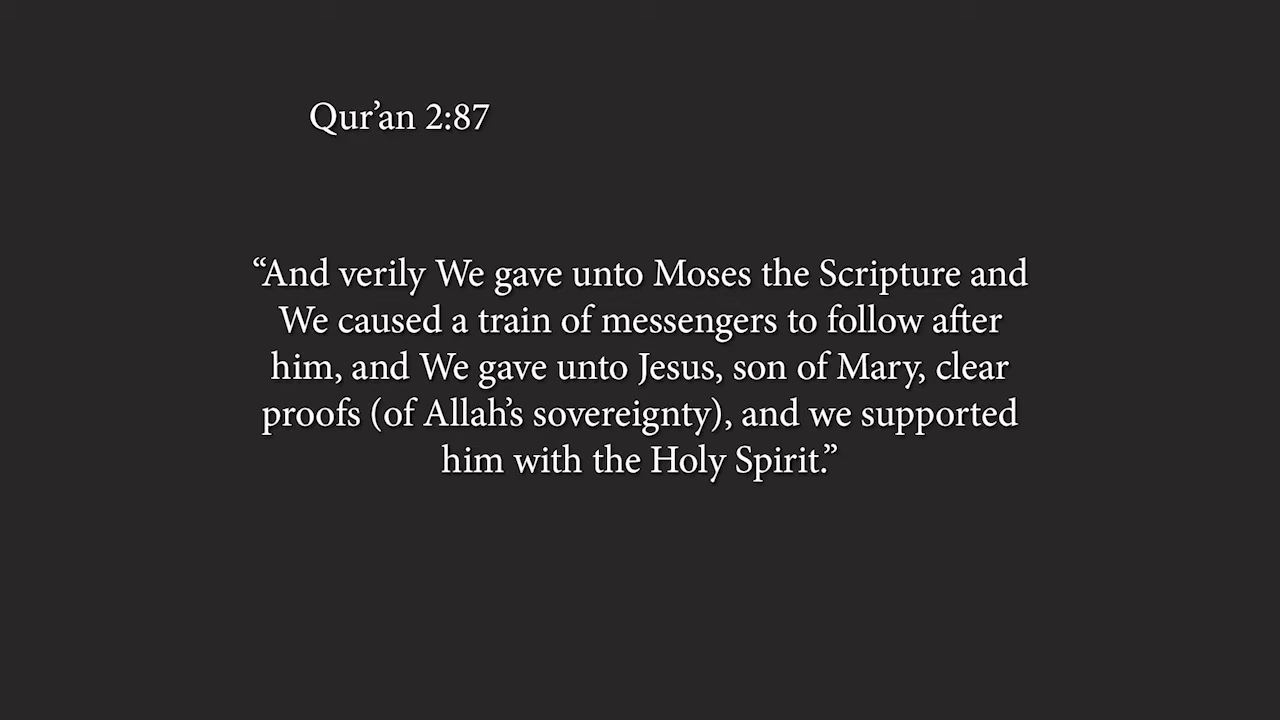 Qur’an 2:87
“And verily We gave unto Moses the Scripture and
We caused a train of messengers to follow after
him, and We gave unto Jesus, son of Mary, clear
proofs (of Allah’s sovereignty), and we supported
him with the Holy Spirit.”